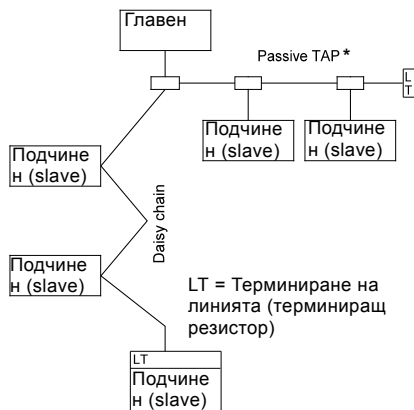 Главен
Passive TAP *
L
T
Подчине
н (slave)
Подчине
н (slave)
Подчине
н (slave)
Daisy chain
Подчине
н (slave)
LT = Терминиране на
линията (терминиращ
резистор)
LT
Подчине
н (slave)